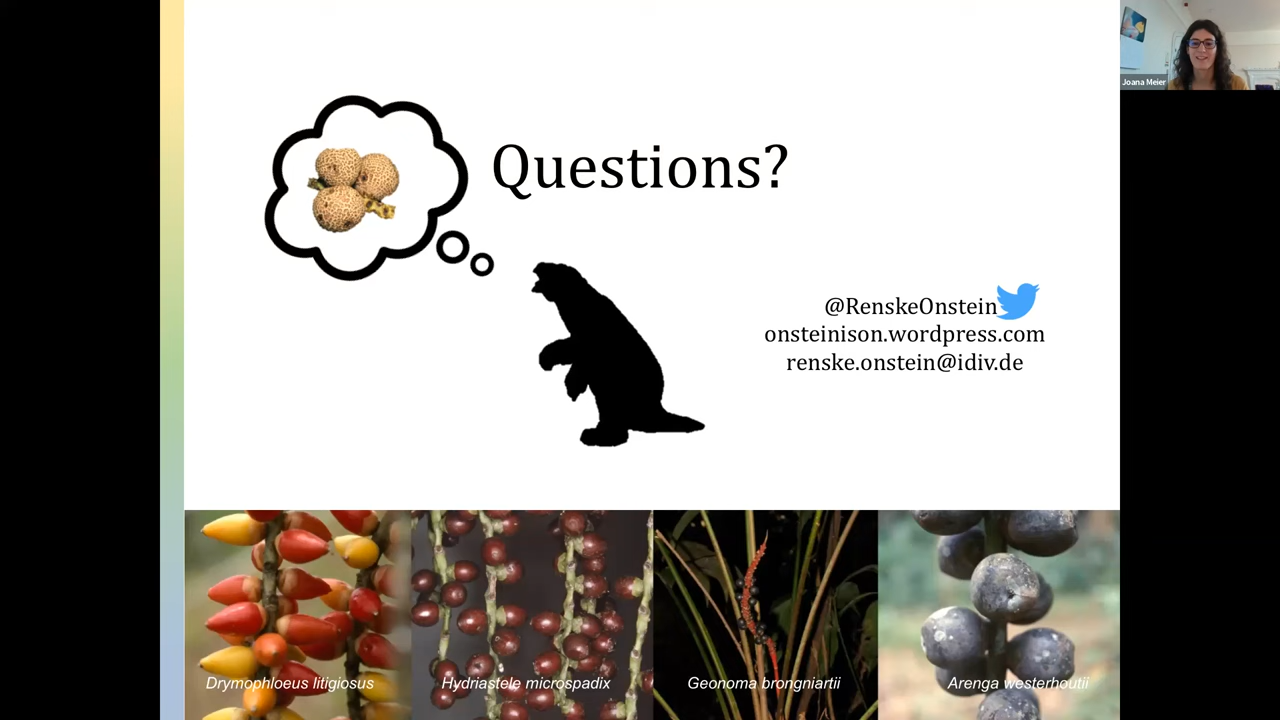 Joana Meier
Questions?
@RenskeOnstein
onsteinison.wordpress.com
renske.onstein@idiv.de
Drymophloeus litigiosus
Hydriastele microspadix
Geonoma brongniartii
Arenga westerhoutii